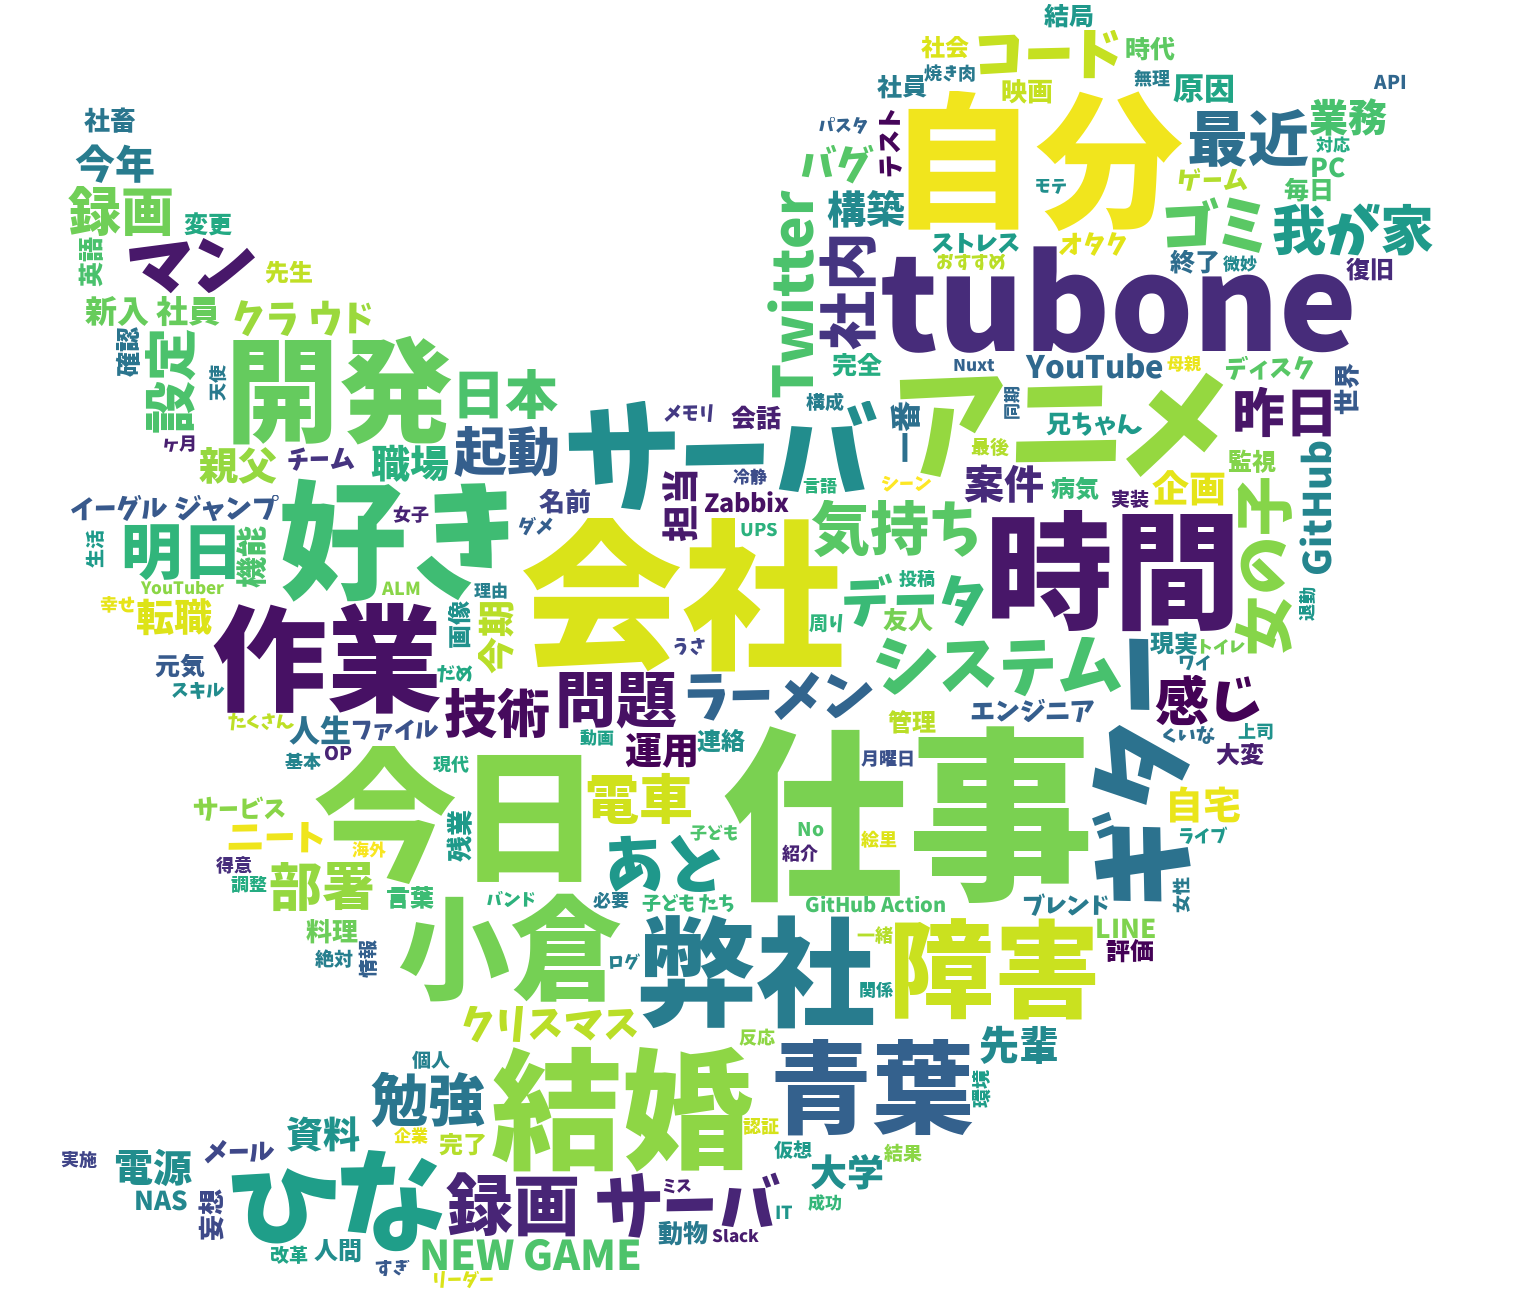 結局
社会
コード
時代
焼き肉
無理
社員
映画
原因
API
社畜
自分
最近
業務
パスタ
テスト
対応
今年
バグ
PC
ゲーム
毎日
モテ
録画
変更
Twitter
構築
ゴミ
我が家
英語
マン
社内
ストレス
オタク
先生
おすすめ
終了
微妙
復旧
tubone
新入 社員
クラウド
確認
設定
開発
完全
Nuxt
YouTube
母親
ディスク
世界
天使
日本
構成
アニメ
同期
昨日
メモリ
会話
一番
兄ちゃん
ヶ月
親父
チーム
職場
起動
サーバ
最後
監視
GitHub
冷静
言語
シーン
案件
病気
実装
企画
イーグル ジャンプ
好き
女子
名前
ダメ
担当
Zabbix
UPS
気持ち
時間
女の子
生活
明日
機能
YouTuber
ALM
理由
会社
データ
投稿
退勤
幸せ
転職
作業
画像
今期
周り
友人
元気
うさ
システム
現実
トイレ
ワイ
スキル
だめ
技術
問題
ラーメン
ギター
感じ
たくさん
人生
ファイル
動画
運用
連絡
管理
エンジニア
くいな
上司
基本
OP
現代
月曜日
大変
今日
電車
仕事
サービス
自宅
ニート
残業
子ども
No
絵里
ライブ
海外
あと
紹介
得意
調整
部署
言葉
バンド
必要
子ども たち
GitHub Action
ブレンド
女性
料理
小倉
弊社
一緒
障害
LINE
絶対
情報
ログ
関係
評価
クリスマス
反応
先輩
個人
結婚
青葉
環境
勉強
資料
企業
完了
認証
仮想
実施
電源
メール
大学
結果
NAS
妄想
ひな
録画 サーバ
ミス
IT
成功
改革
人間
動物
Slack
すぎ
NEW GAME
リーダー